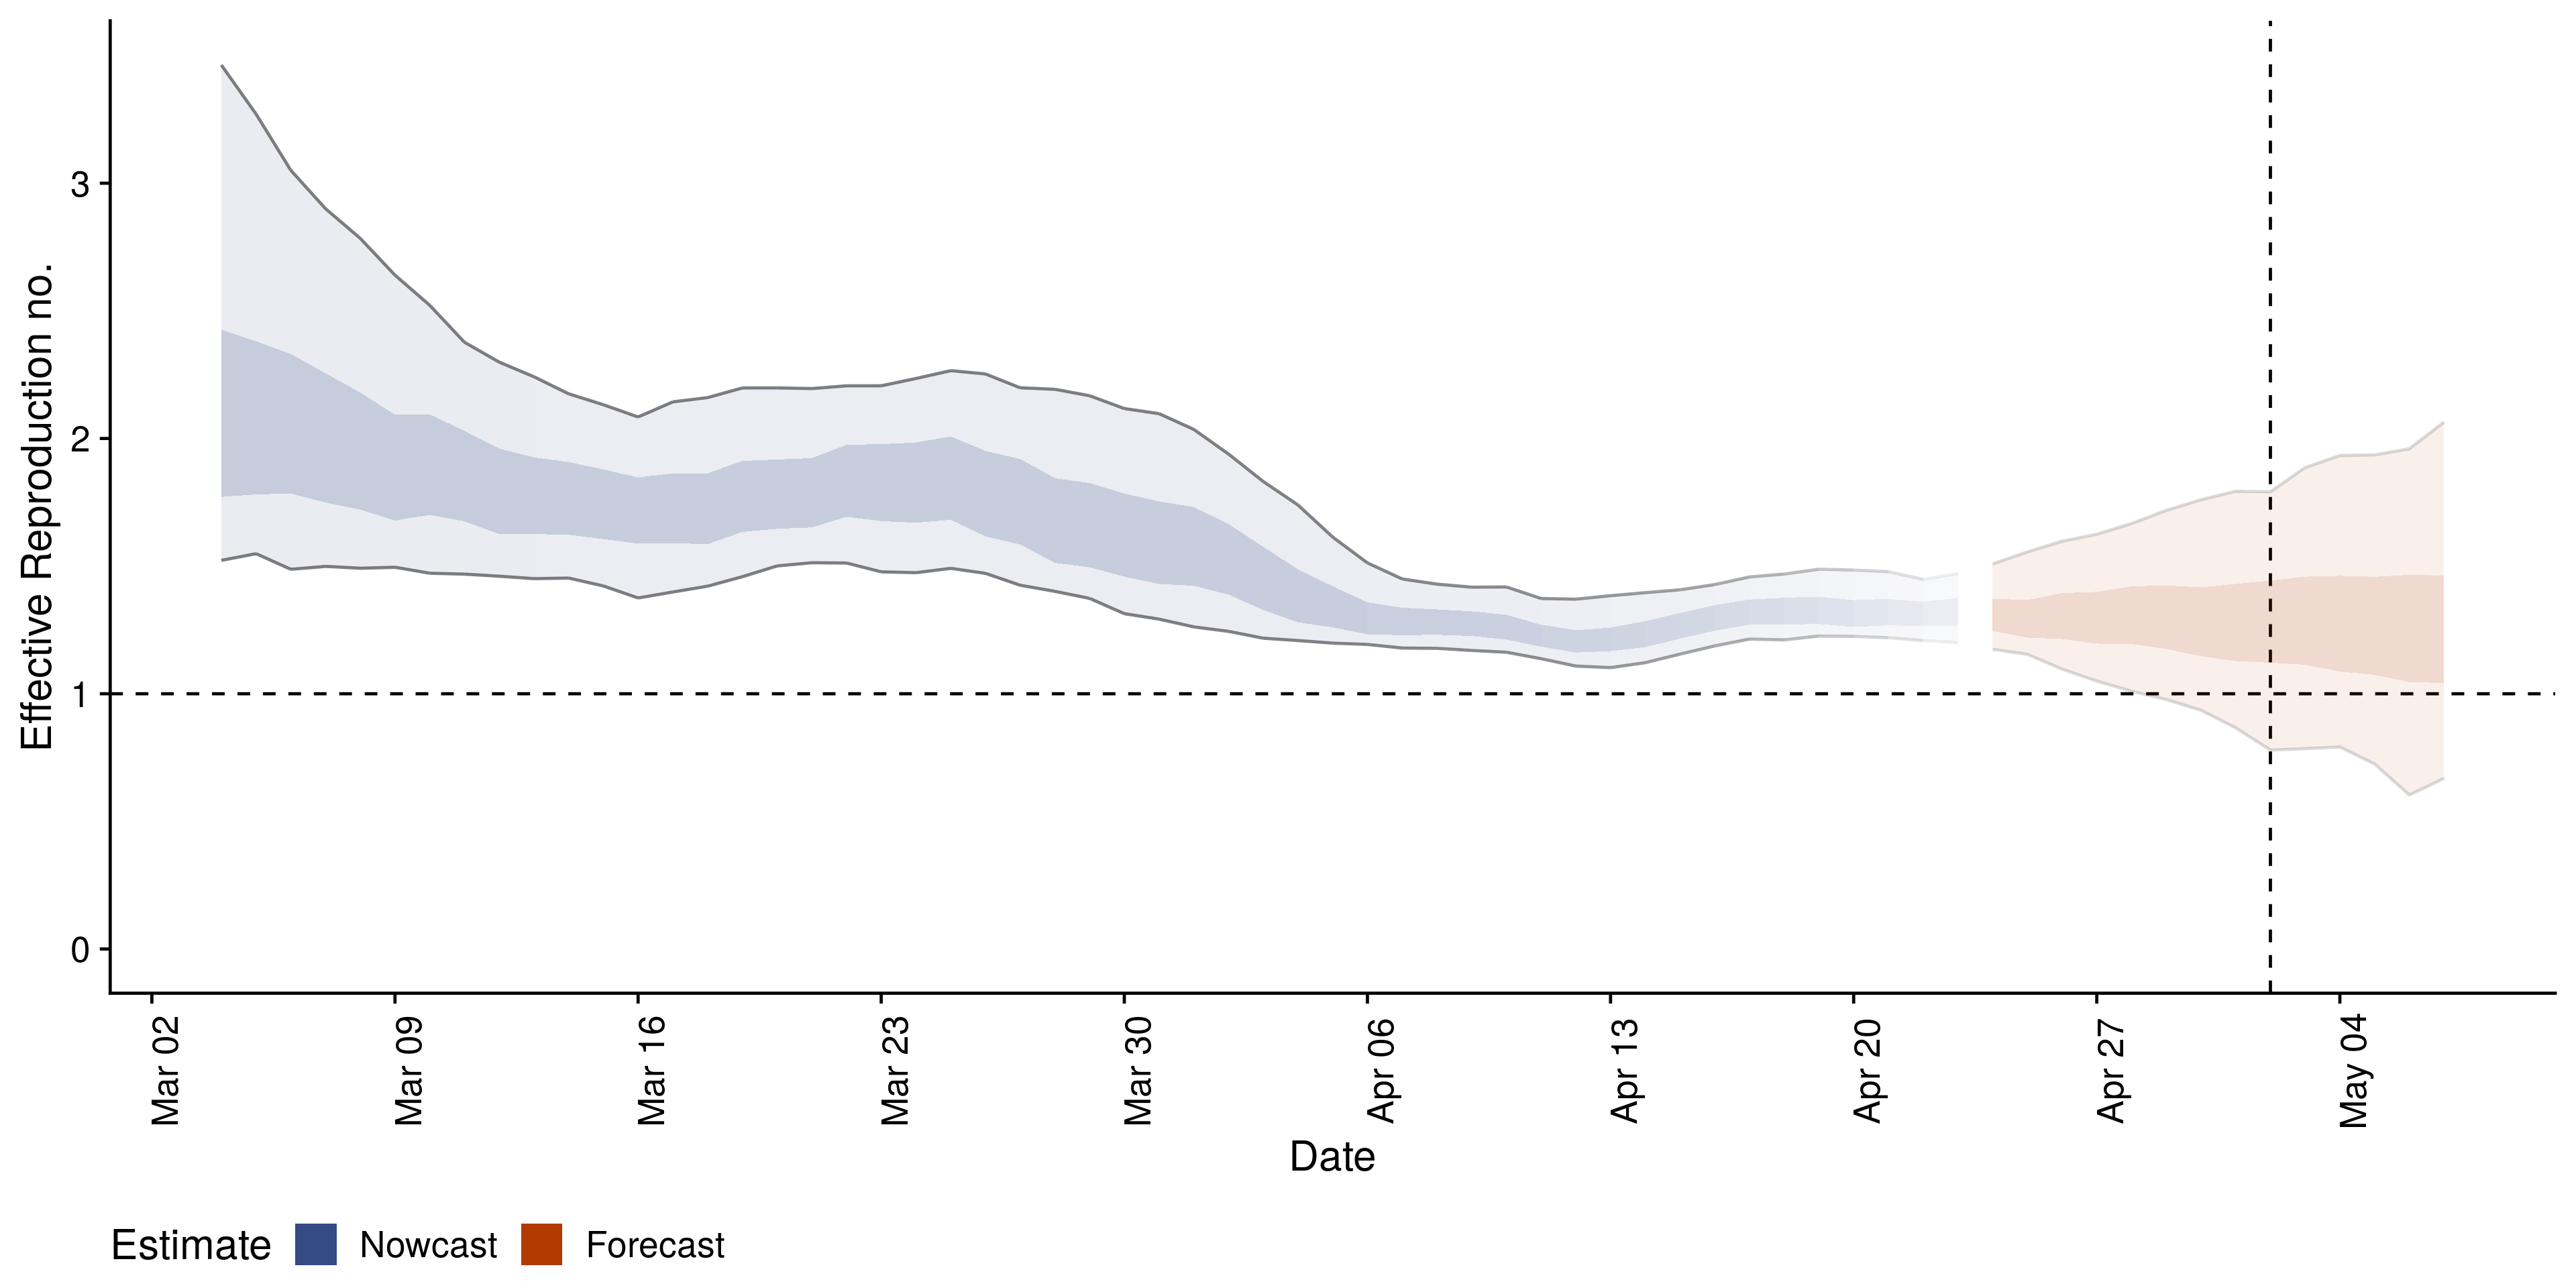 Effective Reproduction no.
3
2
1
0
Mar 02
Mar 09
Mar 16
Mar 23
Mar 30
Apr 06
Apr 13
Apr 20
Apr 27
May 04
Date
Estimate Nowcast Forecast